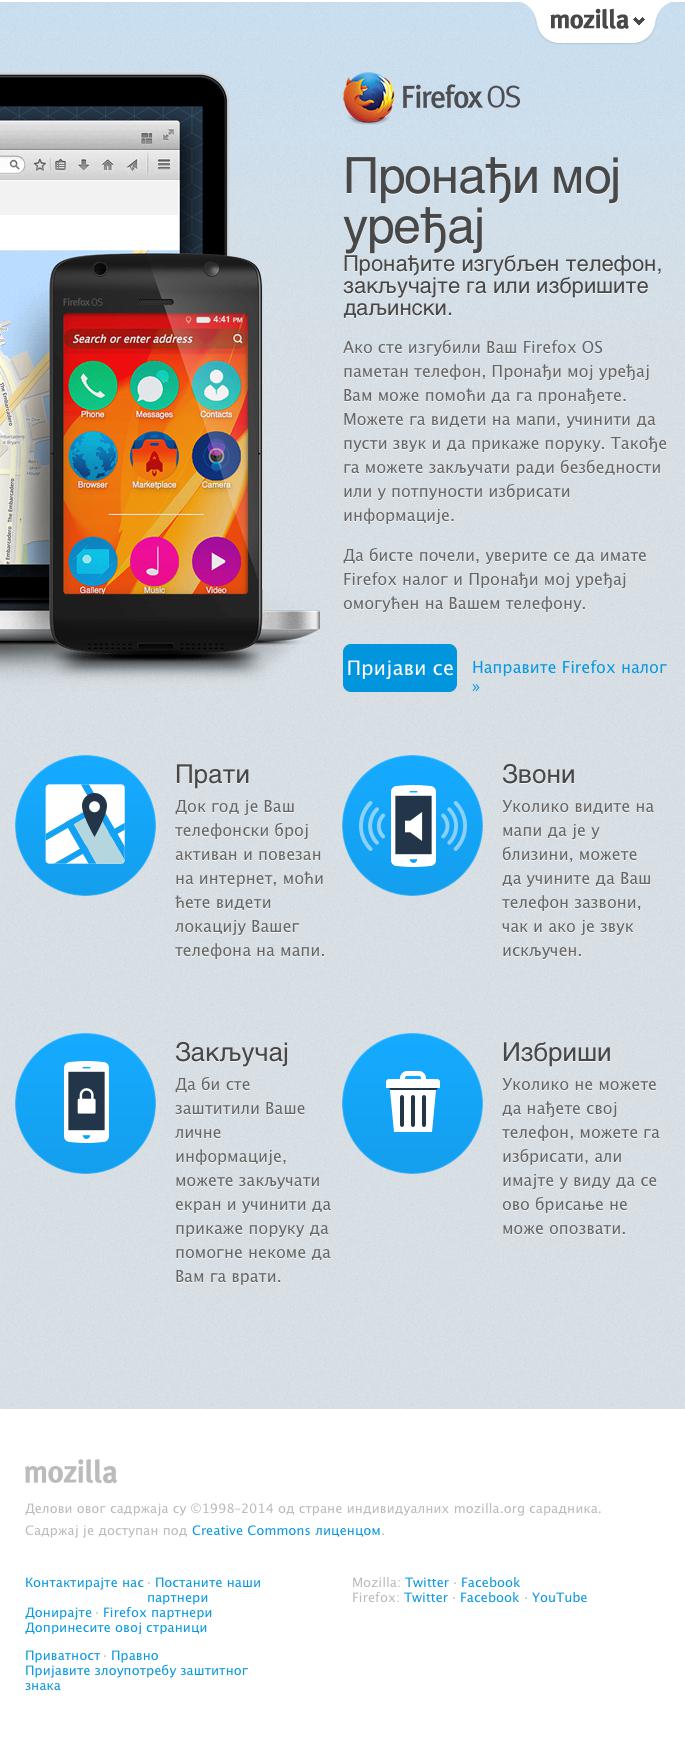 mozilla
Firefox OS
Пронађи мој
уређај
Пронађите изгубљен телефон,
закључајте га или избришите
даљински.
Ако сте изгубили Ваш Firefox OS
паметан телефон, Пронађи мој уређај
Вам може помоћи да га пронађете.
Можете га видети на мапи, учинити да
пусти звук и да прикаже поруку. Такође
га можете закључати ради безбедности
или у потпуности избрисати
информације.
Да бисте почели, уверите се да имате
Firefox налог и Пронађи мој уређај
омогућен на Вашем телефону.
Пријави се
Направите Firefox налог
»
Firefox OS
4:41 PM
Search or enter address
Phone Messages Contacts
Browser Marketplace Camera
Gallery Music Video
The Embarcadero
The Embarcadero
Прати
Док год је Ваш
телефонски број
активан и повезан
на интернет, моћи
ћете видети
локацију Вашег
телефона на мапи.
Звони
Уколико видите на
мапи да је у
близини, можете
да учините да Ваш
телефон зазвони,
чак и ако је звук
искључен.
Закључај
Да би сте
заштитили Ваше
личне
информације,
можете закључати
екран и учинити да
прикаже поруку да
помогне некоме да
Вам га врати.
Избриши
Уколико не можете
да нађете свој
телефон, можете га
избрисати, али
имајте у виду да се
ово брисање не
може опозвати.
mozilla
Делови овог садржаја су ©1998–2014 од стране индивидуалних mozilla.org сарадника.
Садржај је доступан под Creative Commons лиценцом.
Контактирајте нас · Постаните наши
партнери
Донирајте · Firefox партнери
Допринесите овој страници
Приватност · Правно
Пријавите злоупотребу заштитног
знака
Mozilla: Twitter · Facebook
Firefox: Twitter · Facebook · YouTube